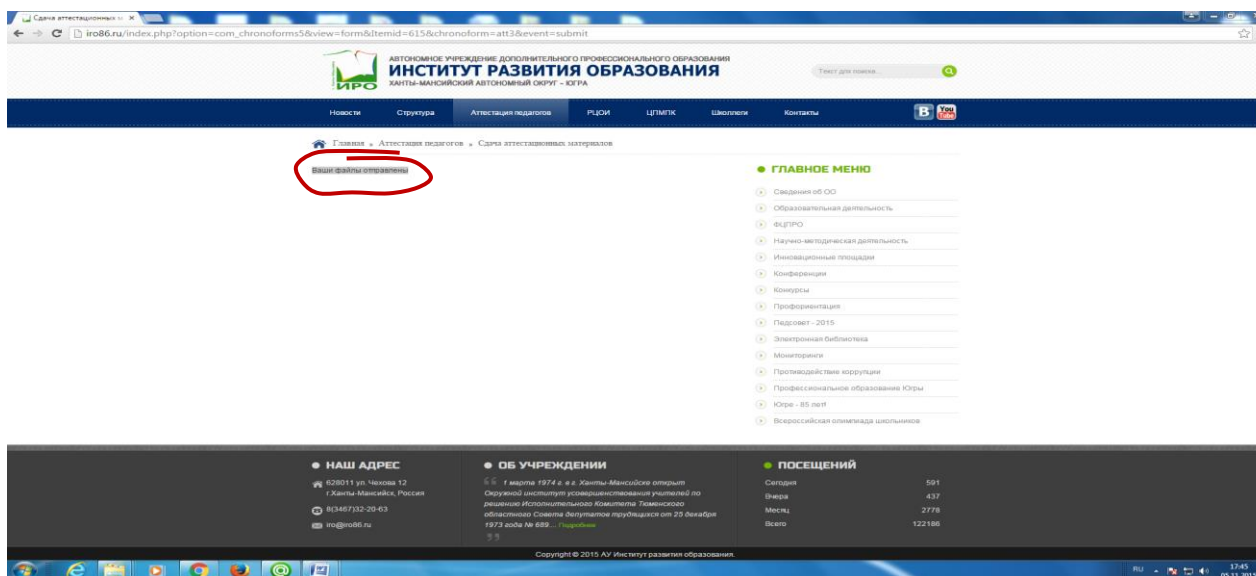 Сдача аттестационных м
iro86.ru/index.php?option=com_chronoforms5&view=form&Itemid=615&chronoform=att3&event=submit
АВТОНОМНОЕ УЧРЕЖДЕНИЕ ДОПОЛНИТЕЛЬНОГО ПРОФЕССИОНАЛЬНОГО ОБРАЗОВАНИЯ
ИНСТИТУТ РАЗВИТИЯ ОБРАЗОВАНИЯ
ХАНТЫ-МАНСИЙСКИЙ АВТОНОМНЫЙ ОКРУГ - ЮГРА
ИРО
Текст для поиска...
Новости Структура Аттестация педагогов РЦОИ ЦПМПК Школлеги Контакты
B You Tube
Главная Аттестация педагогов Сдача аттестационных материалов
Ваши файлы отправлены
ГЛАВНОЕ МЕНЮ
Сведения об ОО
Образовательная деятельность
ФЦПРО
Научно-методическая деятельность
Инновационные площадки
Конференции
Конкурсы
Профориентация
Педсовет - 2015
Электронная библиотека
Мониторинги
Противодействие коррупции
Профессиональное образование Югры
Югре - 85 лет!
Всероссийская олимпиада школьников
НАШ АДРЕС
628011 ул. Чехова 12
г.Ханты-Мансийск, Россия
8(3467)32-20-63
iro@iro86.ru
ОБ УЧРЕЖДЕНИИ
1 марта 1974 г. в г. Ханты-Мансийске открыт
Окружной институт усовершенствования учителей по
решению Исполнительного Комитета Тюменского
областного Совета депутатов трудящихся от 25 декабря
1973 года № 689... Подробнее
ПОСЕЩЕНИЙ
Сегодня 591
Вчера 437
Месяц 2778
Всего 122186
Copyright © 2015 АУ Институт развития образования.
RU 17:45
05.11.201